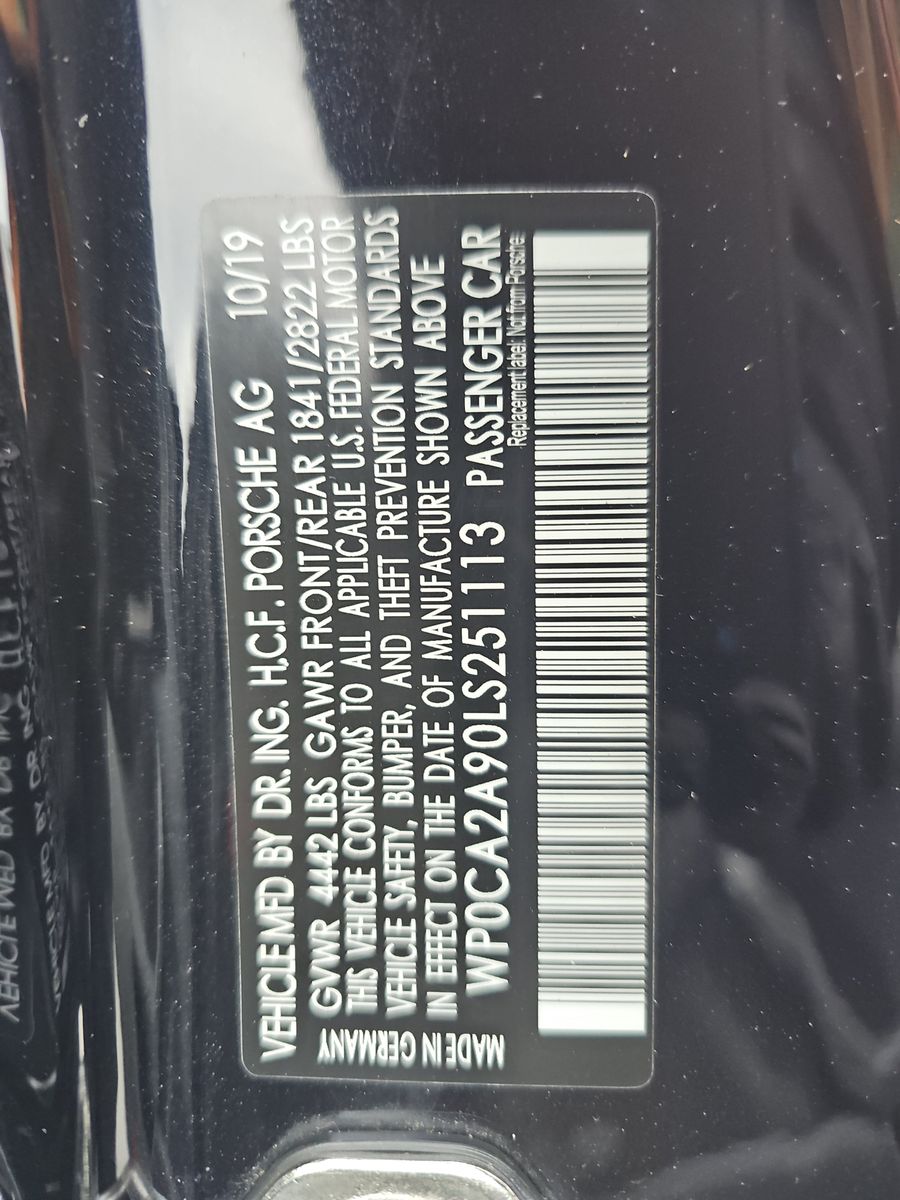 VEHICLE MFD BY DR. ING. H.C.F. PORSCHE AG 10/19
GVWR 4442 LBS GAWR FRONT/REAR 1841/2822 LBS
THIS VEHICLE CONFORMS TO ALL APPLICABLE U.S. FEDERAL MOTOR
VEHICLE SAFETY, BUMPER, AND THEFT PREVENTION STANDARDS
IN EFFECT ON THE DATE OF MANUFACTURE SHOWN ABOVE
WP0CA2A90LS251113 PASSENGER CAR
Replacement label: Not from Porsche
MADE IN GERMANY